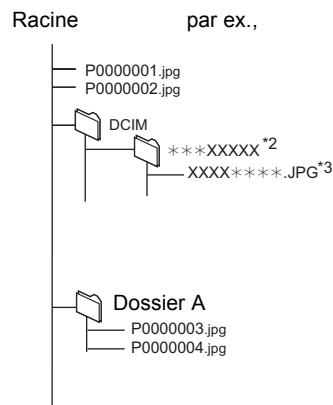 Racine par ex.,
P0000001.jpg
P0000002.jpg
DCIM
∗∗∗XXXXX*2
XXXX∗∗∗∗.JPG*3
Dossier A
P0000003.jpg
P0000004.jpg